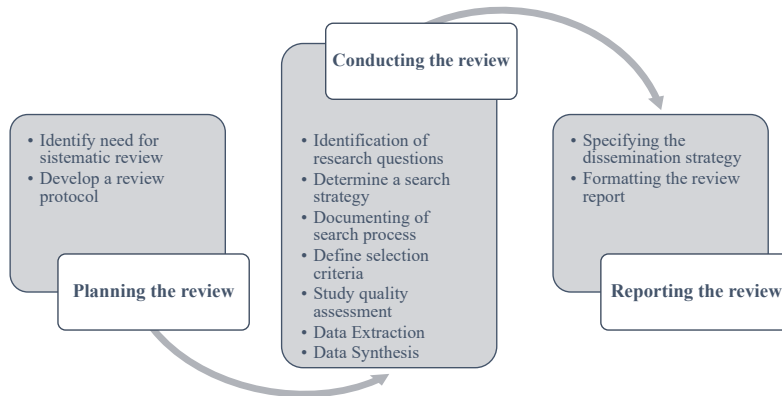 • Identify need for
sistematic review
• Develop a review
protocol
Planning the review
Conducting the review
• Identification of
research questions
• Determine a search
strategy
• Documenting of
search process
• Define selection
criteria
• Study quality
assessment
• Data Extraction
• Data Synthesis
• Specifying the
dissemination strategy
• Formatting the review
report
Reporting the review